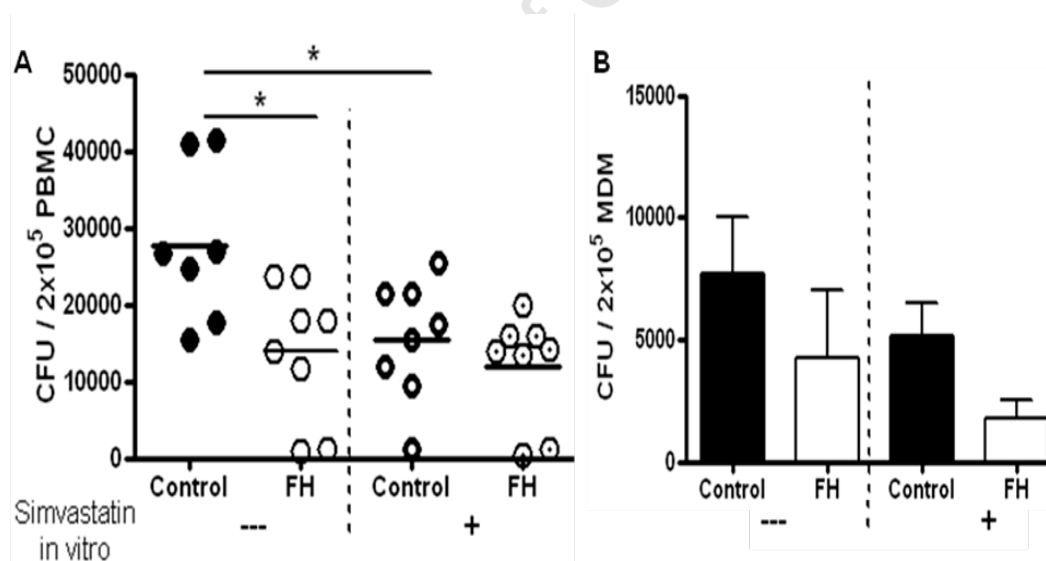 A
CFU / 2x10⁵ PBMC
50000
40000
30000
20000
10000
0
*
*
Control FH Control FH
Simvastatin
in vitro
--- +
B
CFU / 2x10⁵ MDM
15000
10000
5000
0
Control FH Control FH
--- +